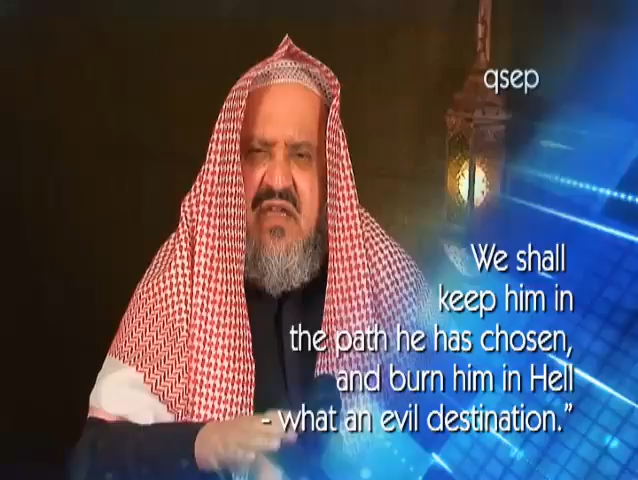 qsep
We shall
keep him in
the path he has chosen,
and burn him in Hell
- what an evil destination.”